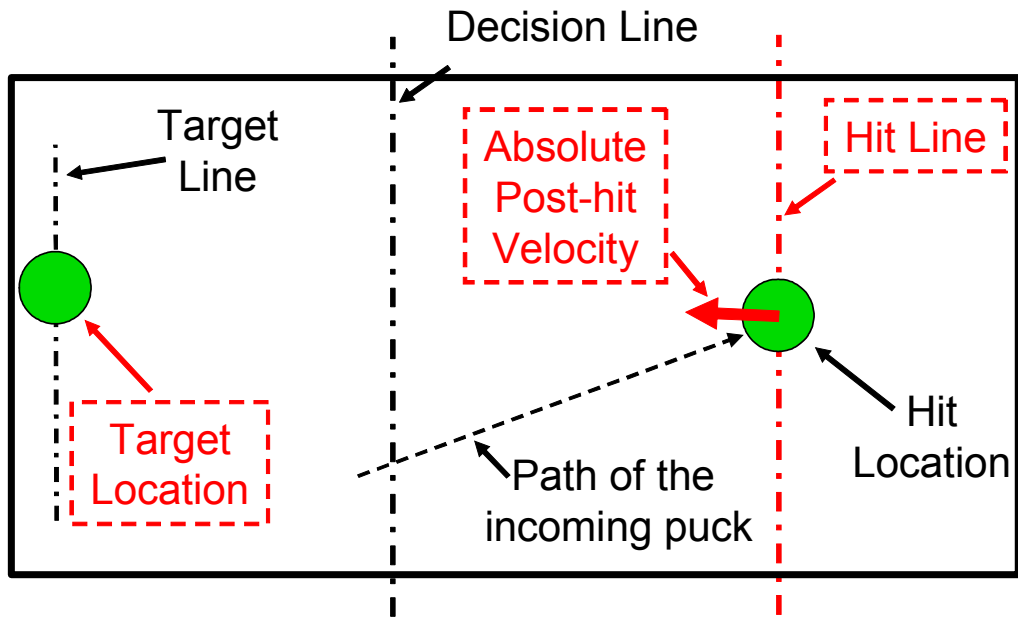 Decision Line
Target
Line
Absolute
Post-hit
Velocity
Hit Line
Target
Location
Path of the
incoming puck
Hit
Location